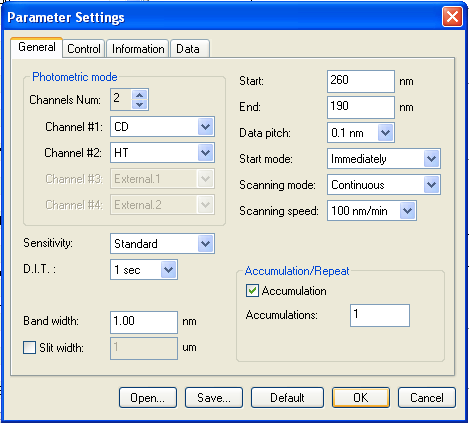 Parameter Settings
General Control Information Data
Photometric mode
Channels Num: 2
Channel #1: CD
Channel #2: HT
Channel #3: External.1
Channel #4: External.2
Sensitivity: Standard
D.I.T. : 1 sec
Band width: 1.00 nm
Slit width: 1 um
Start: 260 nm
End: 190 nm
Data pitch: 0.1 nm
Start mode: Immediately
Scanning mode: Continuous
Scanning speed: 100 nm/min
Accumulation/Repeat
Accumulation
Accumulations: 1
Open... Save... Default OK Cancel